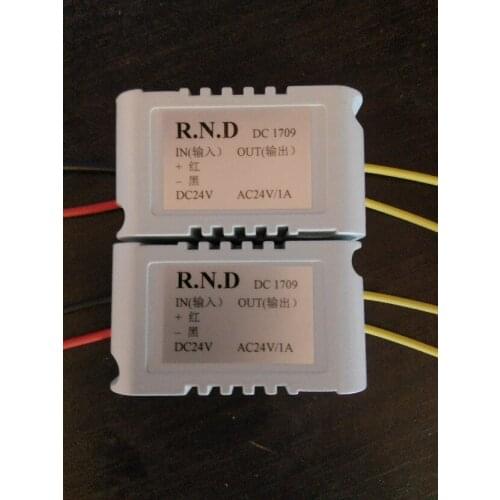 R.N.D DC 1709
IN(输入) OUT(输出)
+ 红
− 黑
DC24V AC24V/1A
R.N.D DC 1709
IN(输入) OUT(输出)
+ 红
− 黑
DC24V AC24V/1A